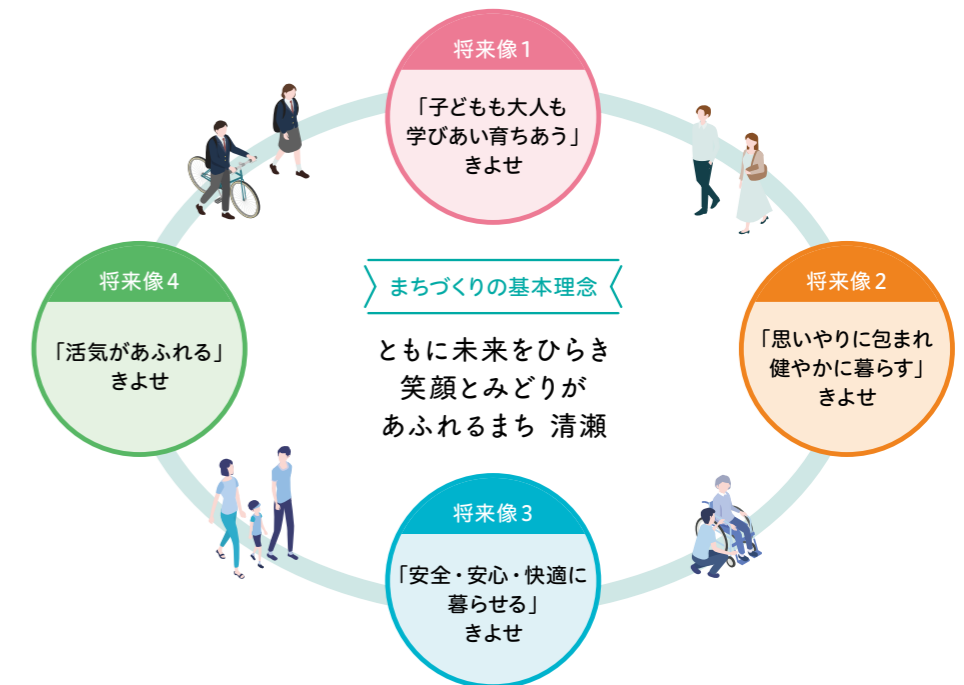 将来像1
「子どもも大人も
学びあい育ちあう」
きよせ
将来像4
「活気があふれる」
きよせ
まちづくりの基本理念
ともに未来をひらき
笑顔とみどりが
あふれるまち 清瀬
将来像2
「思いやりに包まれ
健やかに暮らす」
きよせ
将来像3
「安全・安心・快適に
暮らせる」
きよせ